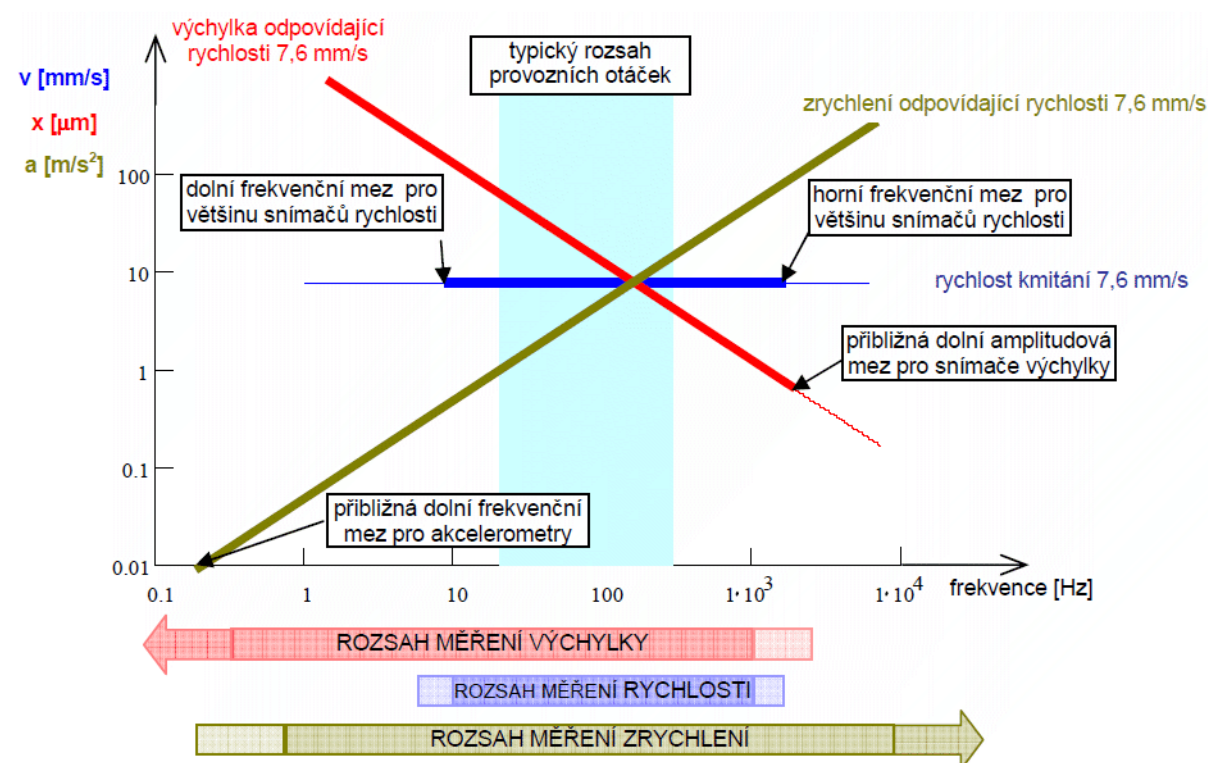 výchylka odpovídající
rychlosti 7,6 mm/s
typický rozsah
provozních otáček
v [mm/s]
x [µm]
a [m/s²]
zrychlení odpovídající rychlosti 7,6 mm/s
100
dolní frekvenční mez pro
většinu snímačů rychlosti
horní frekvenční mez pro
většinu snímačů rychlosti
10
rychlost kmitání 7,6 mm/s
přibližná dolní amplitudová
mez pro snímače výchylky
1
0.1
přibližná dolní frekvenční
mez pro akcelerometry
0.01
0.1 1 10 100 1·10³ 1·10⁴
frekvence [Hz]
ROZSAH MĚŘENÍ VÝCHYLKY
ROZSAH MĚŘENÍ RYCHLOSTI
ROZSAH MĚŘENÍ ZRYCHLENÍ